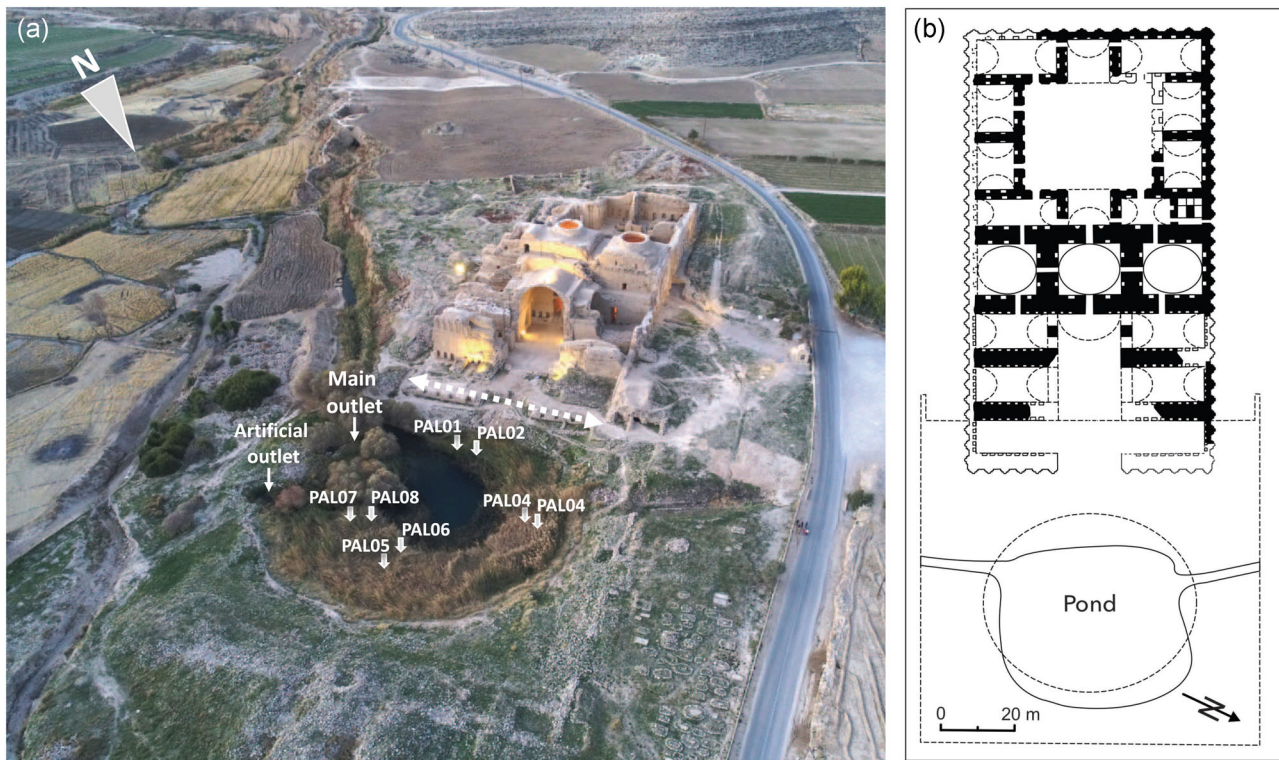 (a)
N
Main
outlet
Artificial
outlet
PAL01
PAL02
PAL07
PAL08
PAL04
PAL04
PAL06
PAL05
(b)
Pond
N
0 20 m